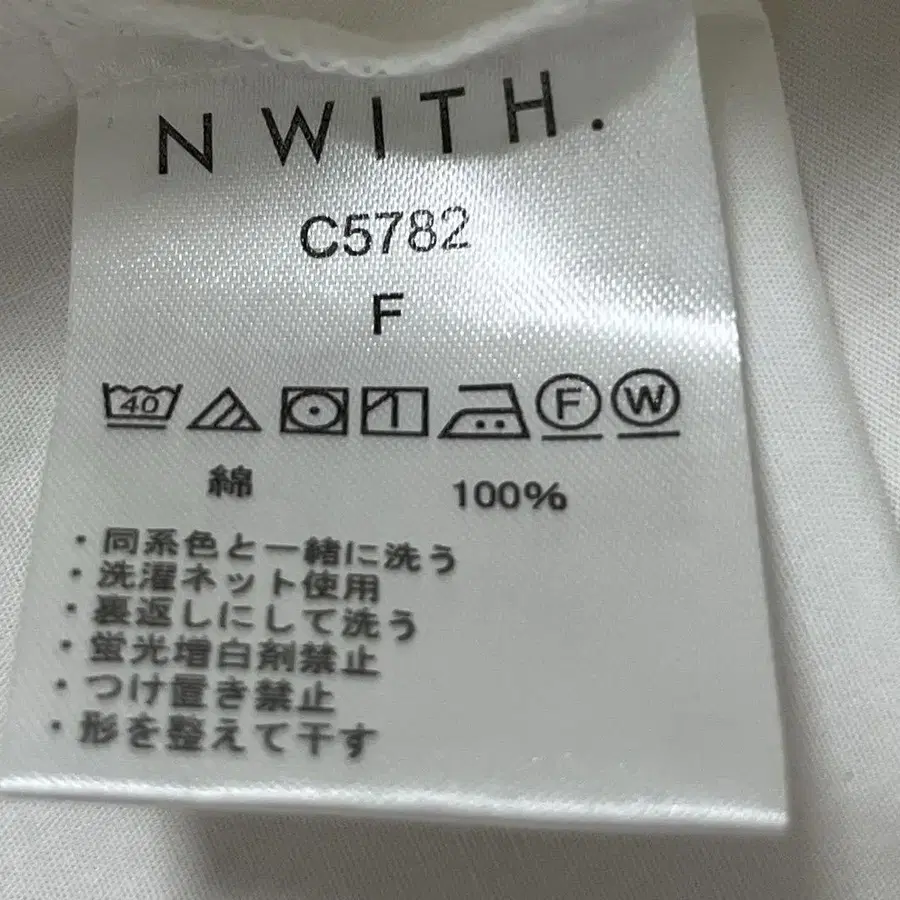 N WITH.
C5782
F
40 F W
綿 100%
・同系色と一緒に洗う
・洗濯ネット使用
・裏返しにして洗う
・蛍光増白剤禁止
・つけ置き禁止
・形を整えて干す